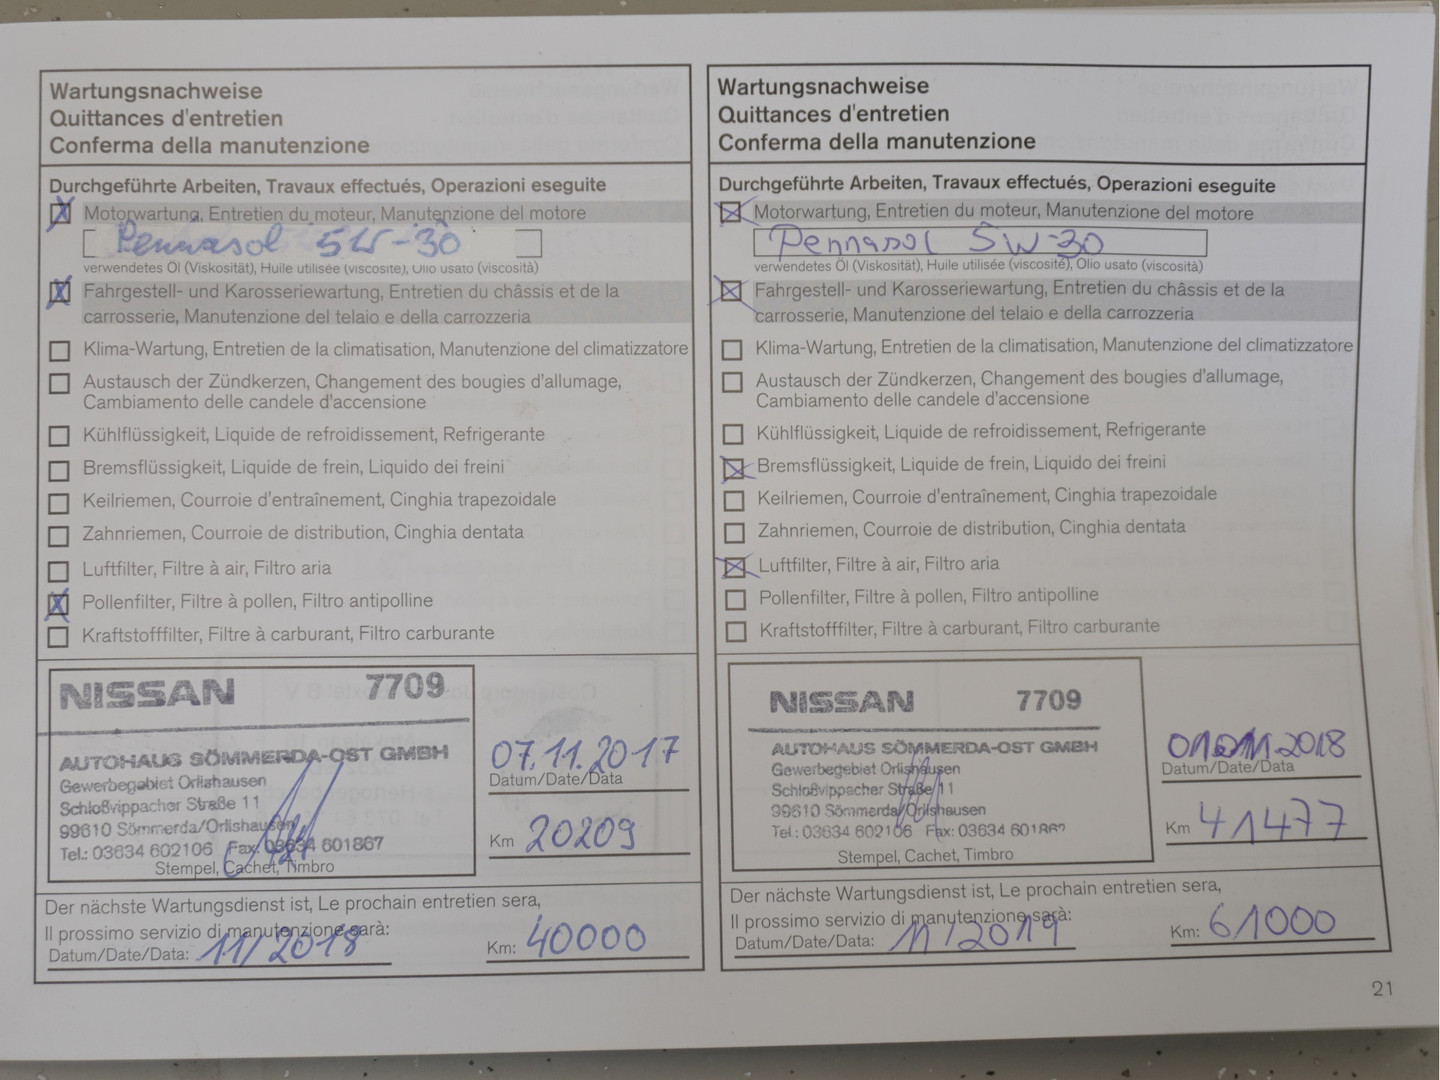 Wartungsnachweise
Quittances d'entretien
Conferma della manutenzione
Durchgeführte Arbeiten, Travaux effectués, Operazioni eseguite
Motorwartung, Entretien du moteur, Manutenzione del motore
Pennasol 5W-30
verwendetes Öl (Viskosität), Huile utilisée (viscosité), Olio usato (viscosità)
Fahrgestell- und Karosseriewartung, Entretien du châssis et de la
carrosserie, Manutenzione del telaio e della carrozzeria
Klima-Wartung, Entretien de la climatisation, Manutenzione del climatizzatore
Austausch der Zündkerzen, Changement des bougies d'allumage,
Cambiamento delle candele d'accensione
Kühlflüssigkeit, Liquide de refroidissement, Refrigerante
Bremsflüssigkeit, Liquide de frein, Liquido dei freini
Keilriemen, Courroie d'entraînement, Cinghia trapezoidale
Zahnriemen, Courroie de distribution, Cinghia dentata
Luftfilter, Filtre à air, Filtro aria
Pollenfilter, Filtre à pollen, Filtro antipolline
Kraftstofffilter, Filtre à carburant, Filtro carburante
NISSAN 7709
AUTOHAUS SÖMMERDA-OST GMBH
Gewerbegebiet Orlishausen
Schloßvippacher Straße 11
99610 Sömmerda/Orlishausen
Tel.: 03634 602106 Fax: 03634 601867
Stempel, Cachet, Timbro
07.11.2017
Datum/Date/Data
Km 20209
Der nächste Wartungsdienst ist, Le prochain entretien sera,
Il prossimo servizio di manutenzione sarà:
Datum/Date/Data: 11/2018 Km: 40000
Wartungsnachweise
Quittances d'entretien
Conferma della manutenzione
Durchgeführte Arbeiten, Travaux effectués, Operazioni eseguite
Motorwartung, Entretien du moteur, Manutenzione del motore
Pennasol 5W-30
verwendetes Öl (Viskosität), Huile utilisée (viscosité), Olio usato (viscosità)
Fahrgestell- und Karosseriewartung, Entretien du châssis et de la
carrosserie, Manutenzione del telaio e della carrozzeria
Klima-Wartung, Entretien de la climatisation, Manutenzione del climatizzatore
Austausch der Zündkerzen, Changement des bougies d'allumage,
Cambiamento delle candele d'accensione
Kühlflüssigkeit, Liquide de refroidissement, Refrigerante
Bremsflüssigkeit, Liquide de frein, Liquido dei freini
Keilriemen, Courroie d'entraînement, Cinghia trapezoidale
Zahnriemen, Courroie de distribution, Cinghia dentata
Luftfilter, Filtre à air, Filtro aria
Pollenfilter, Filtre à pollen, Filtro antipolline
Kraftstofffilter, Filtre à carburant, Filtro carburante
NISSAN 7709
AUTOHAUS SÖMMERDA-OST GMBH
Gewerbegebiet Orlishausen
Schloßvippacher Straße 11
99610 Sömmerda/Orlishausen
Tel.: 03634 602106 Fax: 03634 601867
Stempel, Cachet, Timbro
Datum/Date/Data
Km 41477
Der nächste Wartungsdienst ist, Le prochain entretien sera,
Il prossimo servizio di manutenzione sarà:
Datum/Date/Data: 11/2019 Km: 61000
21